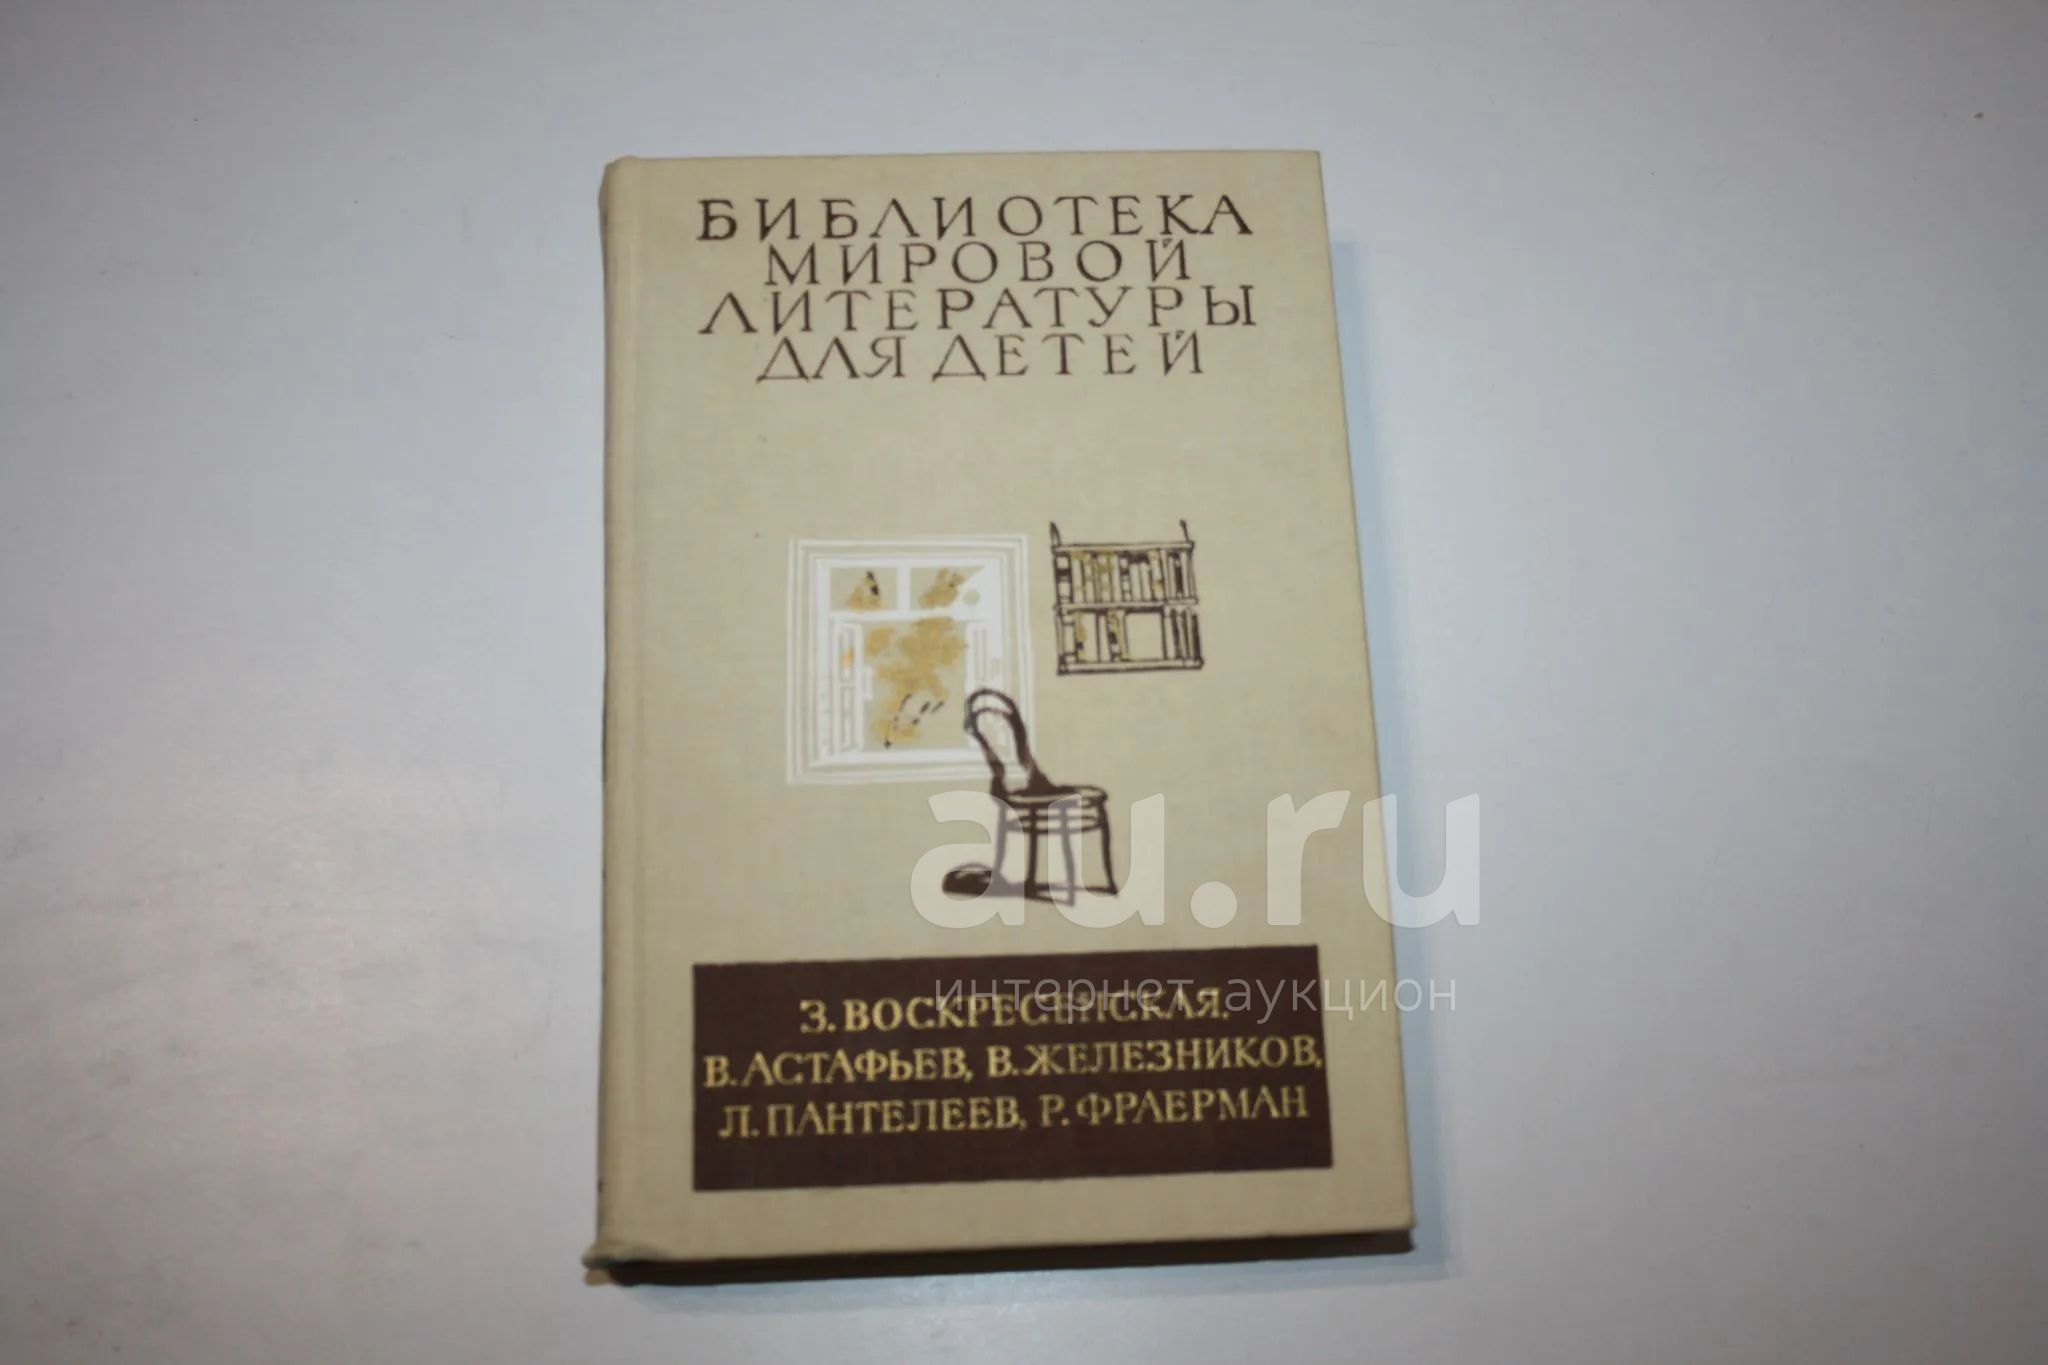 БИБЛИОТЕКА
МИРОВОЙ
ЛИТЕРАТУРЫ
ДЛЯ ДЕТЕЙ
au.ru
интернет аукцион
З. ВОСКРЕСЕНСКАЯ,
В. АСТАФЬЕВ, В. ЖЕЛЕЗНИКОВ,
Л. ПАНТЕЛЕЕВ, Р. ФРАЕРМАН